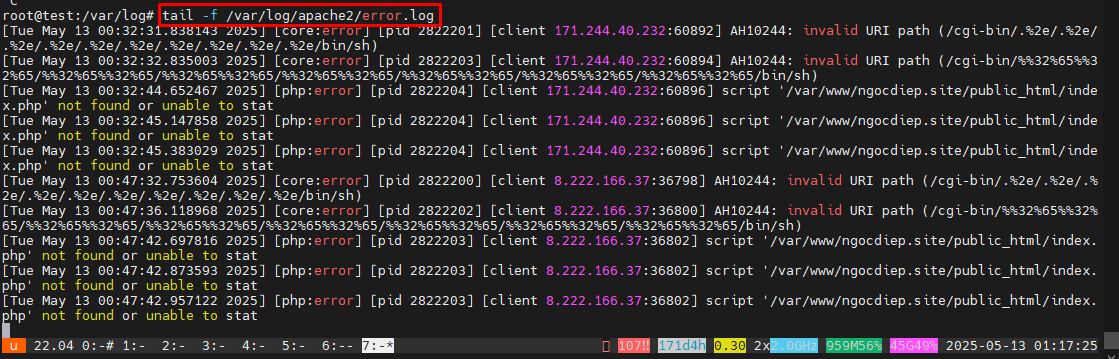 root@test:/var/log# tail -f /var/log/apache2/error.log
[Tue May 13 00:32:31.838143 2025] [core:error] [pid 2822201] [client 171.244.40.232:60892] AH10244: invalid URI path (/cgi-bin/.%2e/.%2e/
.%2e/.%2e/.%2e/.%2e/.%2e/.%2e/.%2e/.%2e/bin/sh)
[Tue May 13 00:32:32.835003 2025] [core:error] [pid 2822203] [client 171.244.40.232:60894] AH10244: invalid URI path (/cgi-bin/%%32%65%%3
2%65/%%32%65%%32%65/%%32%65%%32%65/%%32%65%%32%65/%%32%65%%32%65/%%32%65%%32%65/%%32%65%%32%65/bin/sh)
[Tue May 13 00:32:44.652467 2025] [php:error] [pid 2822204] [client 171.244.40.232:60896] script '/var/www/ngocdiep.site/public_html/inde
x.php' not found or unable to stat
[Tue May 13 00:32:45.147858 2025] [php:error] [pid 2822204] [client 171.244.40.232:60896] script '/var/www/ngocdiep.site/public_html/inde
x.php' not found or unable to stat
[Tue May 13 00:32:45.383029 2025] [php:error] [pid 2822204] [client 171.244.40.232:60896] script '/var/www/ngocdiep.site/public_html/inde
x.php' not found or unable to stat
[Tue May 13 00:47:32.753604 2025] [core:error] [pid 2822200] [client 8.222.166.37:36798] AH10244: invalid URI path (/cgi-bin/.%2e/.%2e/.%
2e/.%2e/.%2e/.%2e/.%2e/.%2e/.%2e/.%2e/bin/sh)
[Tue May 13 00:47:36.118968 2025] [core:error] [pid 2822202] [client 8.222.166.37:36800] AH10244: invalid URI path (/cgi-bin/%%32%65%%32%
65/%%32%65%%32%65/%%32%65%%32%65/%%32%65%%32%65/%%32%65%%32%65/%%32%65%%32%65/%%32%65%%32%65/bin/sh)
[Tue May 13 00:47:42.697816 2025] [php:error] [pid 2822203] [client 8.222.166.37:36802] script '/var/www/ngocdiep.site/public_html/index.
php' not found or unable to stat
[Tue May 13 00:47:42.873593 2025] [php:error] [pid 2822203] [client 8.222.166.37:36802] script '/var/www/ngocdiep.site/public_html/index.
php' not found or unable to stat
[Tue May 13 00:47:42.957122 2025] [php:error] [pid 2822203] [client 8.222.166.37:36802] script '/var/www/ngocdiep.site/public_html/index.
php' not found or unable to stat
u 22.04 0:-# 1:- 2:- 3:- 4:- 5:- 6:-- 7:-* 107‼ 171d4h 0.30 2x2.0GHz 959M56% 45G49% 2025-05-13 01:17:25